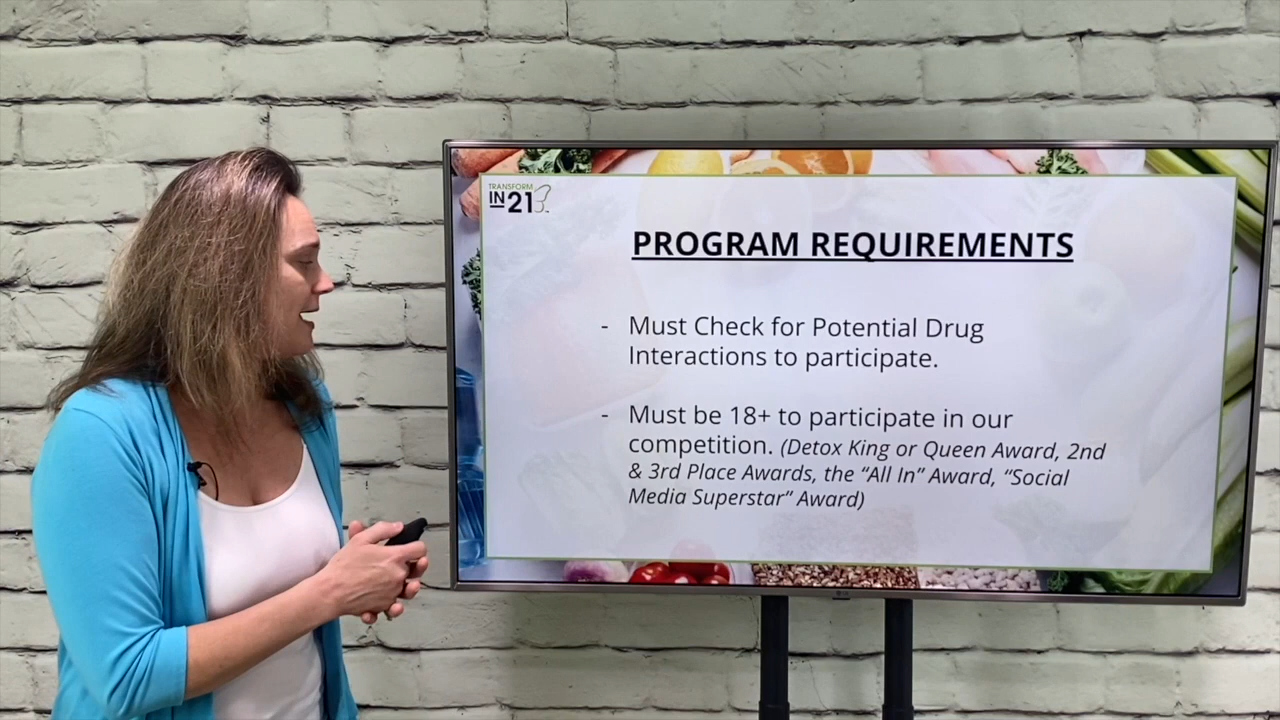 TRANSFORM
IN 21
PROGRAM REQUIREMENTS
- Must Check for Potential Drug
Interactions to participate.
- Must be 18+ to participate in our
competition. (Detox King or Queen Award, 2nd
& 3rd Place Awards, the “All In” Award, “Social
Media Superstar” Award)
LG